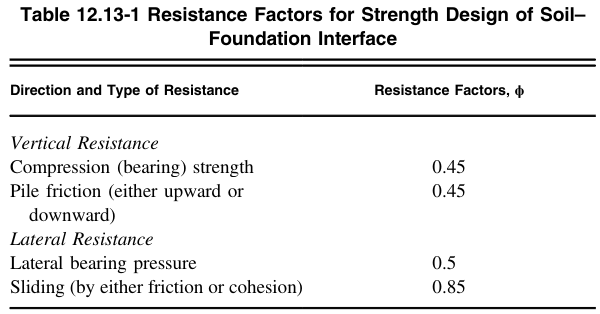 Table 12.13-1 Resistance Factors for Strength Design of Soil–
Foundation Interface
Direction and Type of Resistance Resistance Factors, ϕ
Vertical Resistance
Compression (bearing) strength 0.45
Pile friction (either upward or 0.45
downward)
Lateral Resistance
Lateral bearing pressure 0.5
Sliding (by either friction or cohesion) 0.85